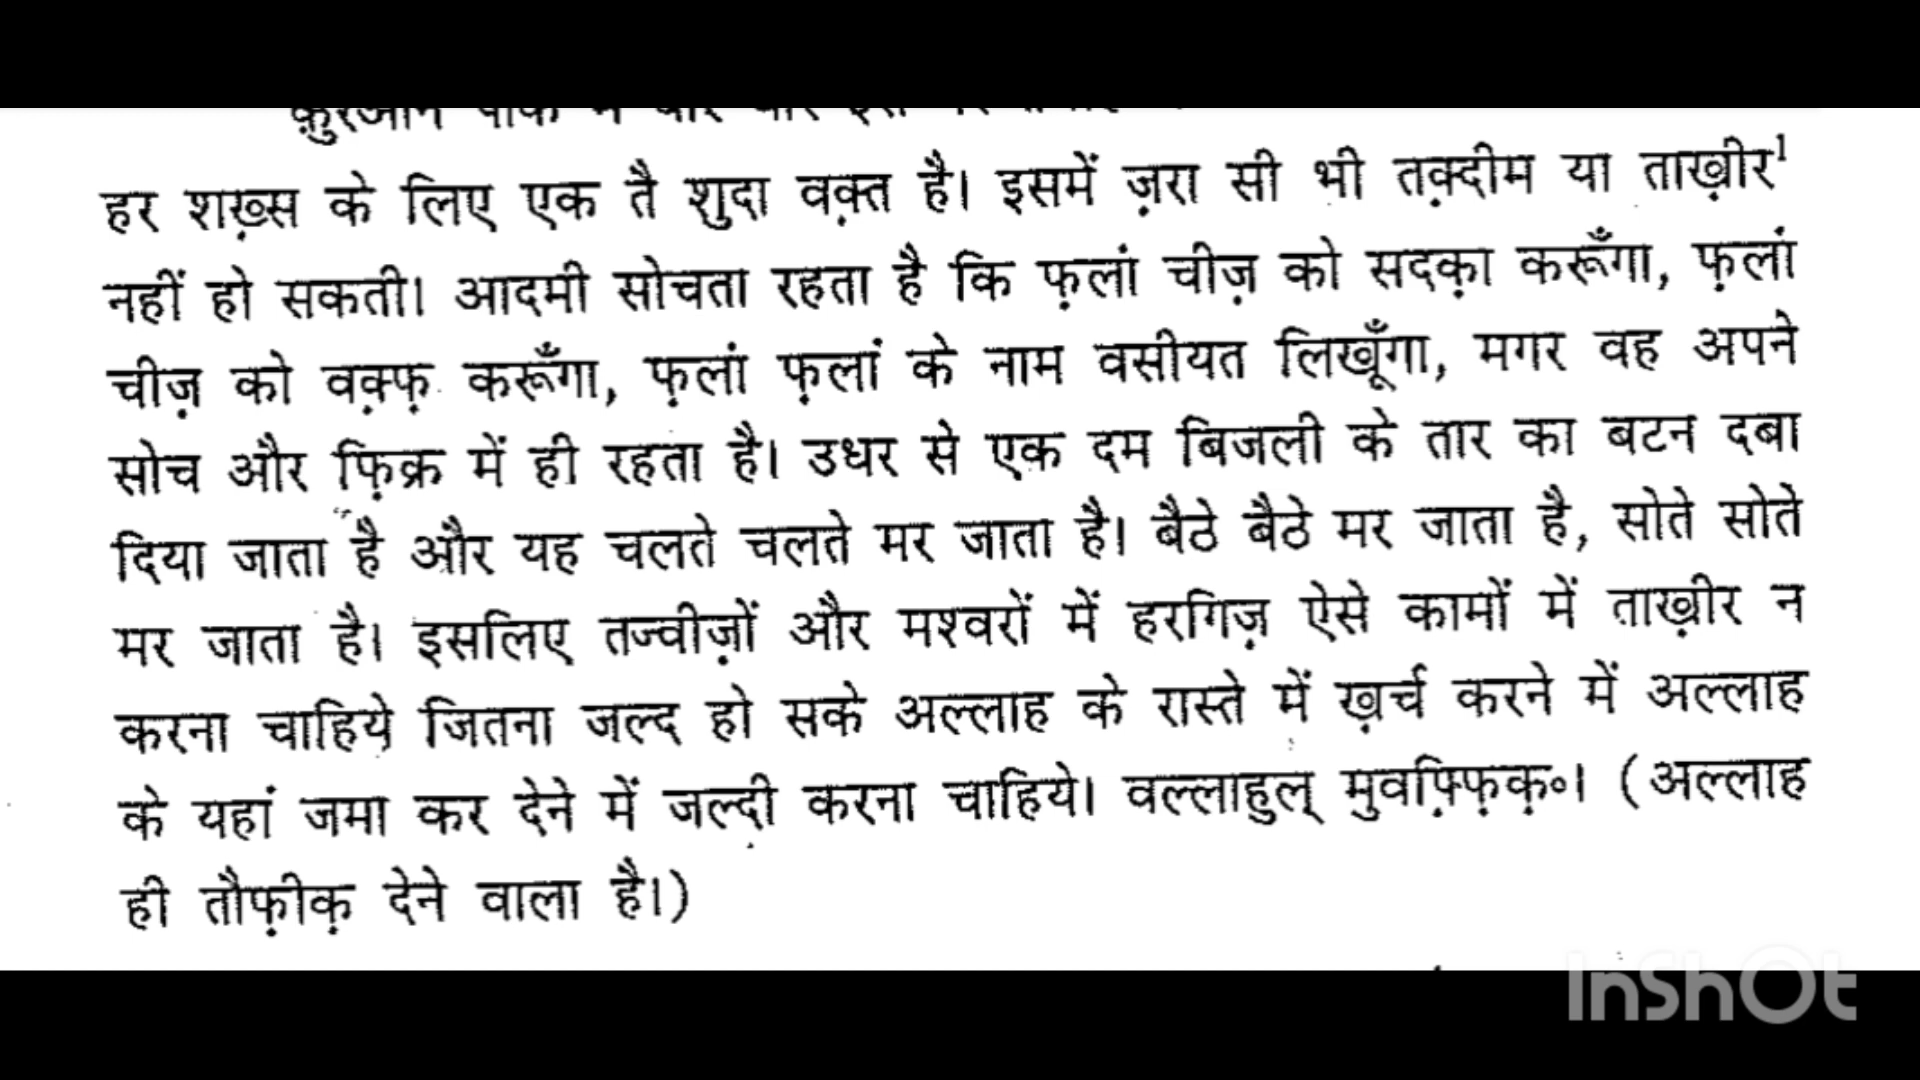 क़ुरआन पाक में बार बार इस
हर शख़्स के लिए एक तै शुदा वक़्त है। इसमें ज़रा सी भी तक़्दीम या ताख़ीर¹
नहीं हो सकती। आदमी सोचता रहता है कि फ़लां चीज़ को सदक़ा करूँगा, फ़लां
चीज़ को वक़्फ़ करूँगा, फ़लां फ़लां के नाम वसीयत लिखूँगा, मगर वह अपने
सोच और फ़िक्र में ही रहता है। उधर से एक दम बिजली के तार का बटन दबा
दिया जाता है और यह चलते चलते मर जाता है। बैठे बैठे मर जाता है, सोते सोते
मर जाता है। इसलिए तज्वीज़ों और मश्वरों में हरगिज़ ऐसे कामों में ताख़ीर न
करना चाहिये जितना जल्द हो सके अल्लाह के रास्ते में ख़र्च करने में अल्लाह
के यहां जमा कर देने में जल्दी करना चाहिये। वल्लाहुल् मुवफ़्फ़िक़॰। (अल्लाह
ही तौफ़ीक़ देने वाला है।)
InShOt